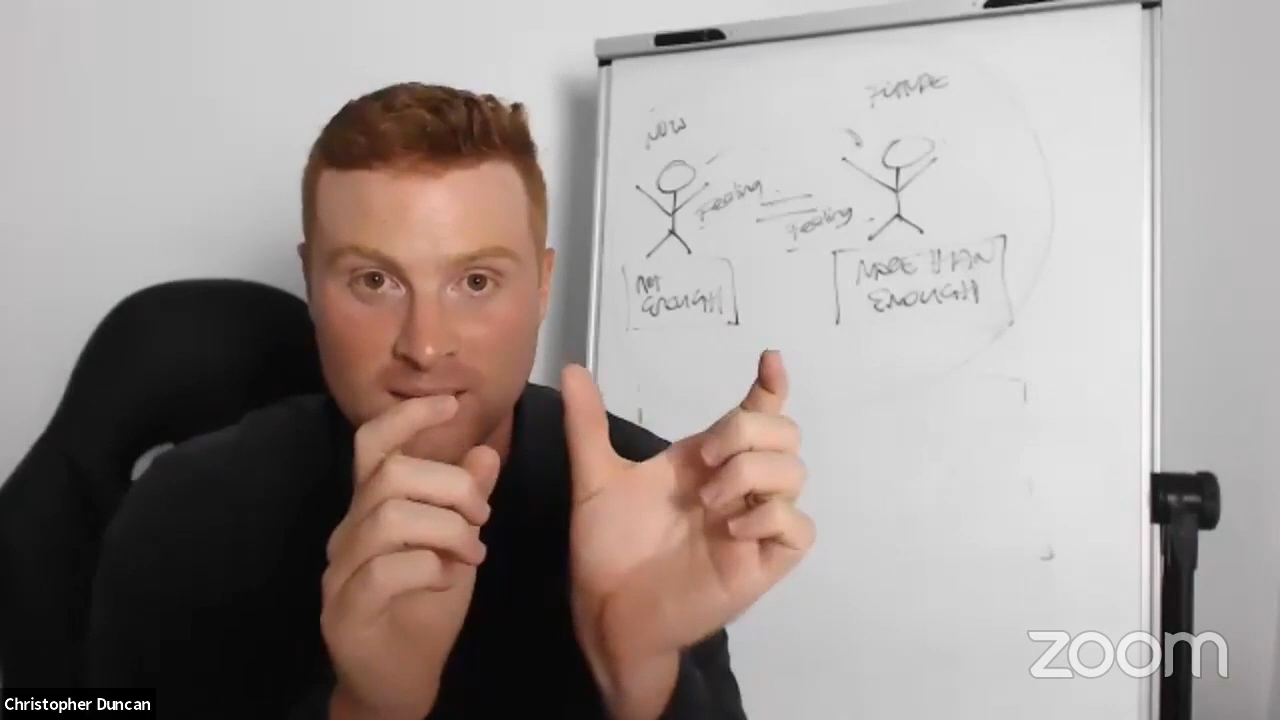 NOW
FUTURE
Feeling
Feeling
NOT
ENOUGH
MORE THAN
ENOUGH
zoom
Christopher Duncan